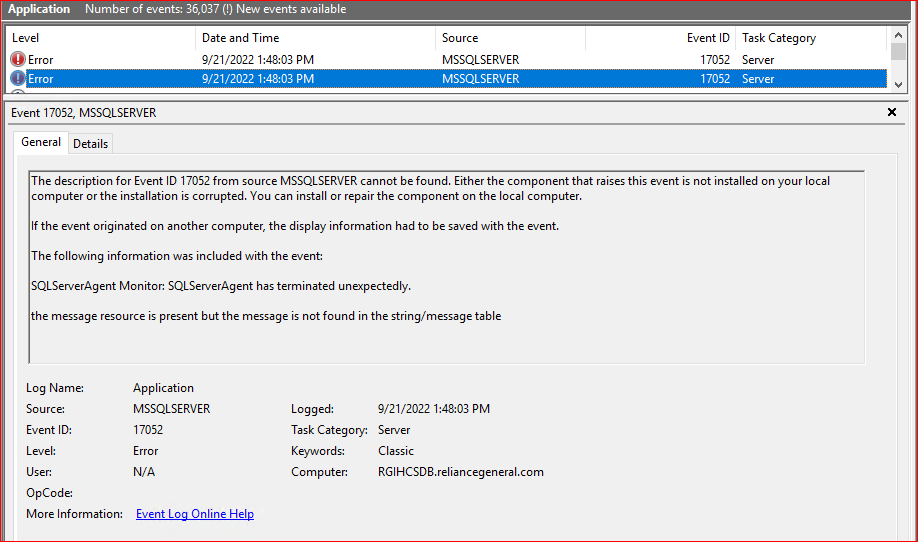 Application Number of events: 36,037 (!) New events available
Level Date and Time Source Event ID Task Category
Error 9/21/2022 1:48:03 PM MSSQLSERVER 17052 Server
Error 9/21/2022 1:48:03 PM MSSQLSERVER 17052 Server
Event 17052, MSSQLSERVER
General Details
The description for Event ID 17052 from source MSSQLSERVER cannot be found. Either the component that raises this event is not installed on your local
computer or the installation is corrupted. You can install or repair the component on the local computer.
If the event originated on another computer, the display information had to be saved with the event.
The following information was included with the event:
SQLServerAgent Monitor: SQLServerAgent has terminated unexpectedly.
the message resource is present but the message is not found in the string/message table
Log Name: Application
Source: MSSQLSERVER Logged: 9/21/2022 1:48:03 PM
Event ID: 17052 Task Category: Server
Level: Error Keywords: Classic
User: N/A Computer: RGIHCSDB.reliancegeneral.com
OpCode:
More Information: Event Log Online Help